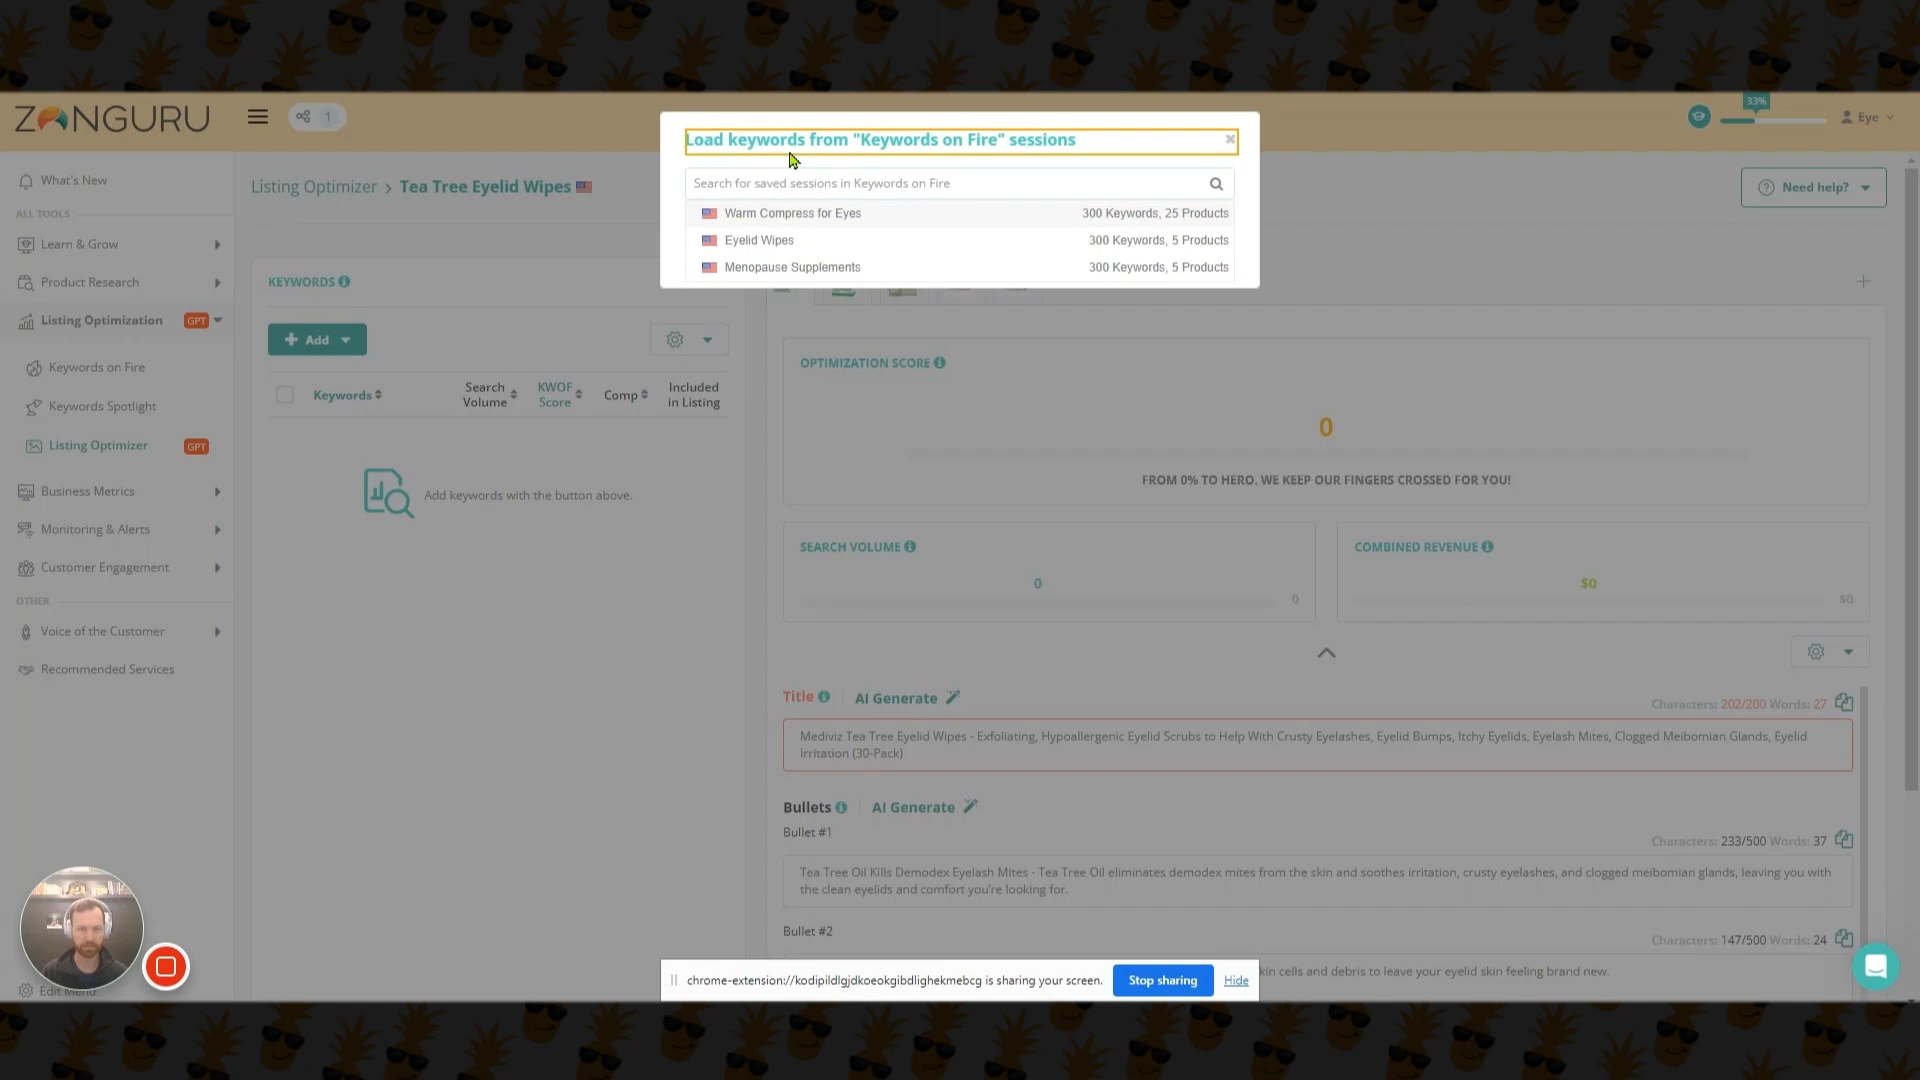 ZONGURU
1
33%
Eye
Load keywords from "Keywords on Fire" sessions
Search for saved sessions in Keywords on Fire
Warm Compress for Eyes 300 Keywords, 25 Products
Eyelid Wipes 300 Keywords, 5 Products
Menopause Supplements 300 Keywords, 5 Products
What's New
ALL TOOLS
Learn & Grow
Product Research
Listing Optimization GPT
Keywords on Fire
Keywords Spotlight
Listing Optimizer GPT
Business Metrics
Monitoring & Alerts
Customer Engagement
OTHER
Voice of the Customer
Recommended Services
Edit Menu
Listing Optimizer > Tea Tree Eyelid Wipes
Need help?
KEYWORDS
Add
Keywords
Search Volume
KWOF Score
Comp
Included in Listing
Add keywords with the button above.
OPTIMIZATION SCORE
0
FROM 0% TO HERO. WE KEEP OUR FINGERS CROSSED FOR YOU!
SEARCH VOLUME
0
0
COMBINED REVENUE
$0
$0
Title AI Generate
Characters: 202/200 Words: 27
Mediviz Tea Tree Eyelid Wipes - Exfoliating, Hypoallergenic Eyelid Scrubs to Help With Crusty Eyelashes, Eyelid Bumps, Itchy Eyelids, Eyelash Mites, Clogged Meibomian Glands, Eyelid
Irritation (30-Pack)
Bullets AI Generate
Bullet #1
Characters: 233/500 Words: 37
Tea Tree Oil Kills Demodex Eyelash Mites - Tea Tree Oil eliminates demodex mites from the skin and soothes irritation, crusty eyelashes, and clogged meibomian glands, leaving you with
the clean eyelids and comfort you're looking for.
Bullet #2
Characters: 147/500 Words: 24
kin cells and debris to leave your eyelid skin feeling brand new.
chrome-extension://kodipildlgjdkoeokgibdlighekmebcg is sharing your screen.
Stop sharing
Hide